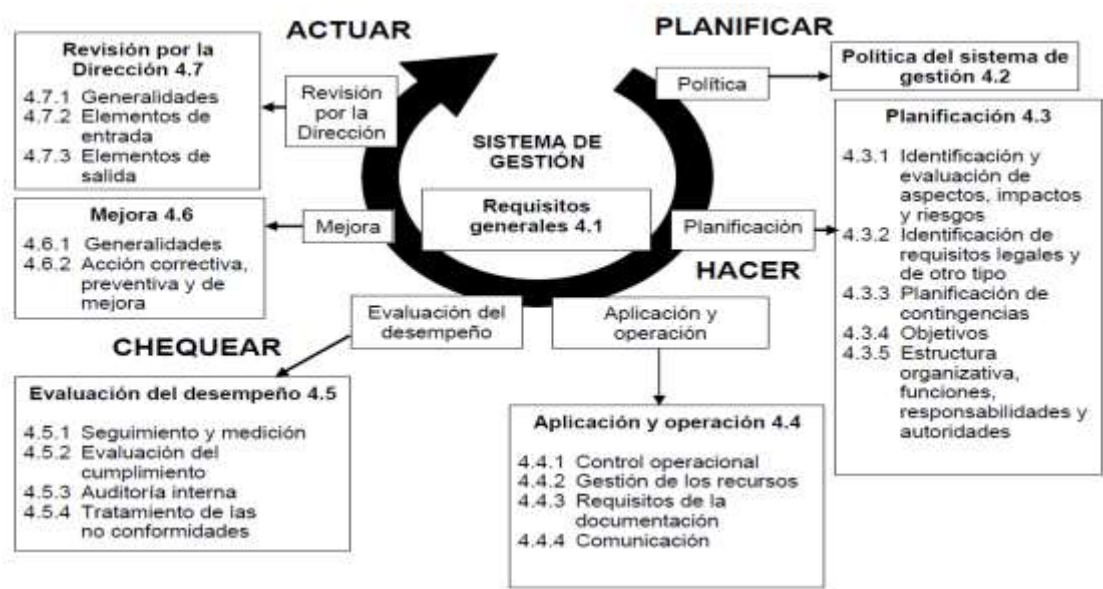 ACTUAR
PLANIFICAR
Revisión por la
Dirección 4.7
4.7.1 Generalidades
4.7.2 Elementos de
entrada
4.7.3 Elementos de
salida
Revisión
por la
Dirección
Política
Política del sistema de
gestión 4.2
SISTEMA DE
GESTIÓN
Requisitos
generales 4.1
Planificación 4.3
4.3.1 Identificación y
evaluación de
aspectos, impactos
y riesgos
4.3.2 Identificación de
requisitos legales y
de otro tipo
4.3.3 Planificación de
contingencias
4.3.4 Objetivos
4.3.5 Estructura
organizativa,
funciones,
responsabilidades y
autoridades
Mejora 4.6
4.6.1 Generalidades
4.6.2 Acción correctiva,
preventiva y de
mejora
Mejora
Planificación
HACER
Evaluación del
desempeño
Aplicación y
operación
CHEQUEAR
Evaluación del desempeño 4.5
4.5.1 Seguimiento y medición
4.5.2 Evaluación del
cumplimiento
4.5.3 Auditoría interna
4.5.4 Tratamiento de las
no conformidades
Aplicación y operación 4.4
4.4.1 Control operacional
4.4.2 Gestión de los recursos
4.4.3 Requisitos de la
documentación
4.4.4 Comunicación